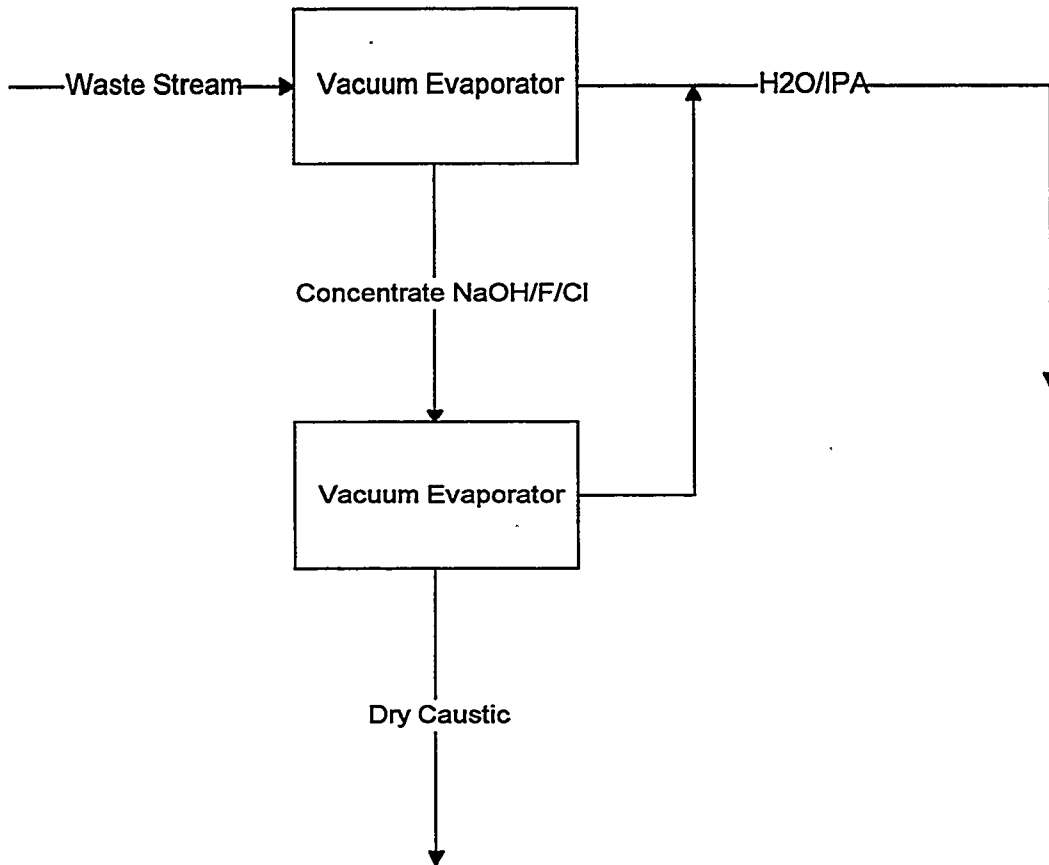 Waste Stream
Vacuum Evaporator
H2O/IPA
Concentrate NaOH/F/Cl
Vacuum Evaporator
Dry Caustic